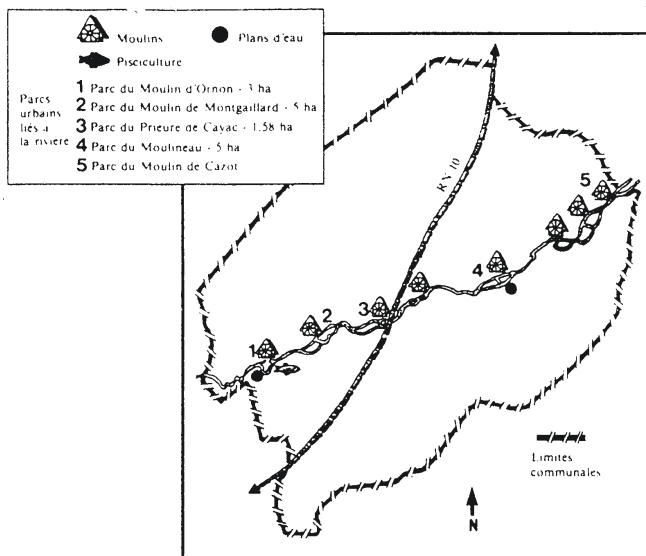 Moulins
Plans d'eau
Pisciculture
Parcs
urbains
liés à
la rivière
1 Parc du Moulin d'Ornon - 3 ha
2 Parc du Moulin de Montgaillard - 5 ha
3 Parc du Prieure de Cayac - 1.58 ha
4 Parc du Moulineau - 5 ha
5 Parc du Moulin de Cazot
RN 10
5
4
3
2
1
Limites
communales
N